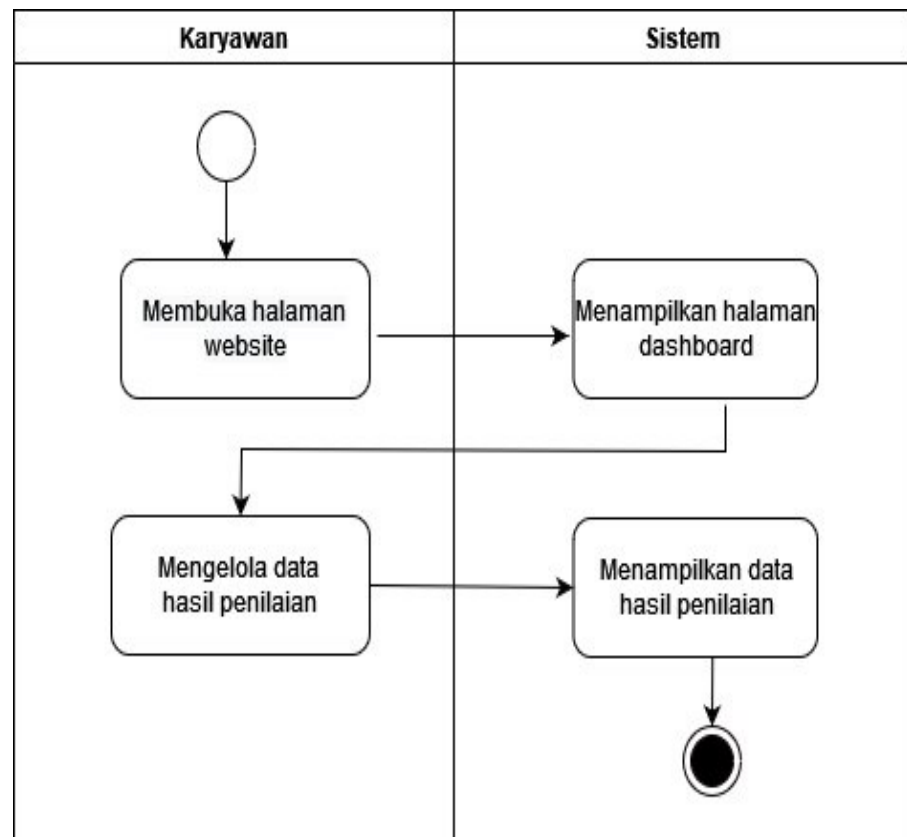 Karyawan
Sistem
Membuka halaman
website
Menampilkan halaman
dashboard
Mengelola data
hasil penilaian
Menampilkan data
hasil penilaian